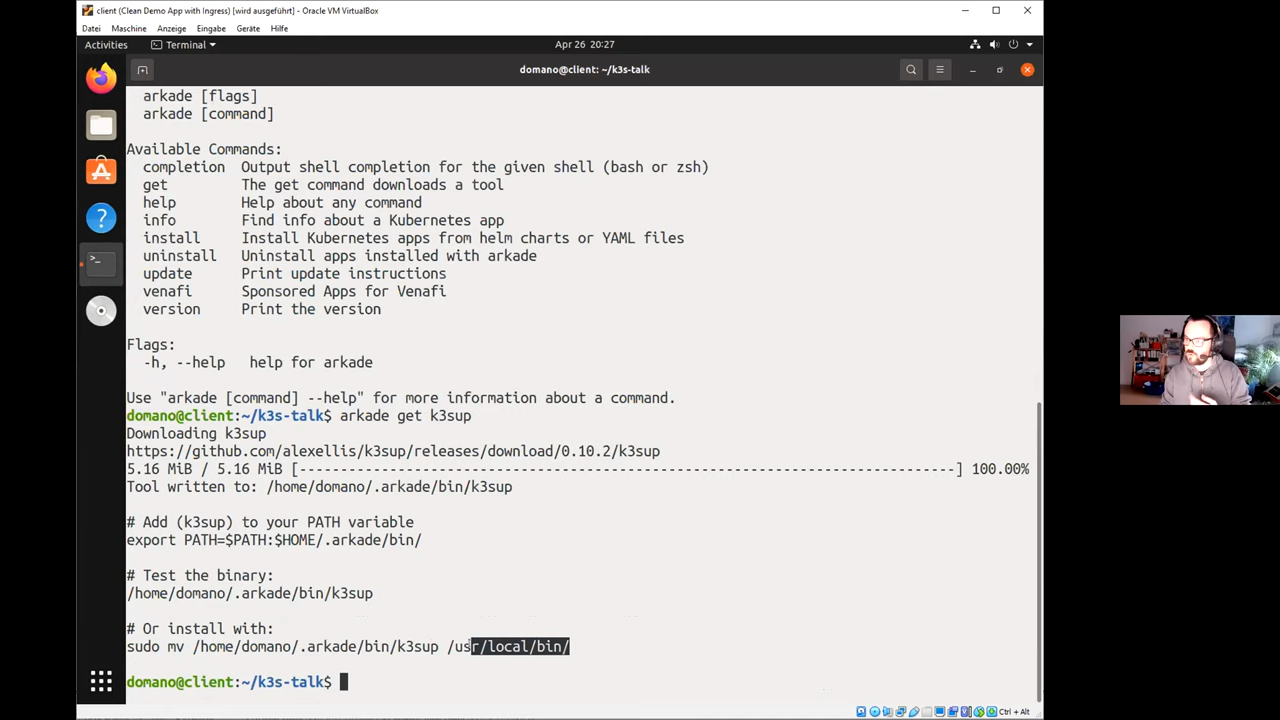 client (Clean Demo App with Ingress) [wird ausgeführt] - Oracle VM VirtualBox
Datei Maschine Anzeige Eingabe Geräte Hilfe
Activities Terminal Apr 26 20:27
domano@client: ~/k3s-talk
arkade [flags]
arkade [command]
Available Commands:
completion Output shell completion for the given shell (bash or zsh)
get The get command downloads a tool
help Help about any command
info Find info about a Kubernetes app
install Install Kubernetes apps from helm charts or YAML files
uninstall Uninstall apps installed with arkade
update Print update instructions
venafi Sponsored Apps for Venafi
version Print the version
Flags:
-h, --help help for arkade
Use "arkade [command] --help" for more information about a command.
domano@client:~/k3s-talk$ arkade get k3sup
Downloading k3sup
https://github.com/alexellis/k3sup/releases/download/0.10.2/k3sup
5.16 MiB / 5.16 MiB [--------------------------------------------------------------------------------] 100.00%
Tool written to: /home/domano/.arkade/bin/k3sup
# Add (k3sup) to your PATH variable
export PATH=$PATH:$HOME/.arkade/bin/
# Test the binary:
/home/domano/.arkade/bin/k3sup
# Or install with:
sudo mv /home/domano/.arkade/bin/k3sup /usr/local/bin/
domano@client:~/k3s-talk$
Ctrl + Alt